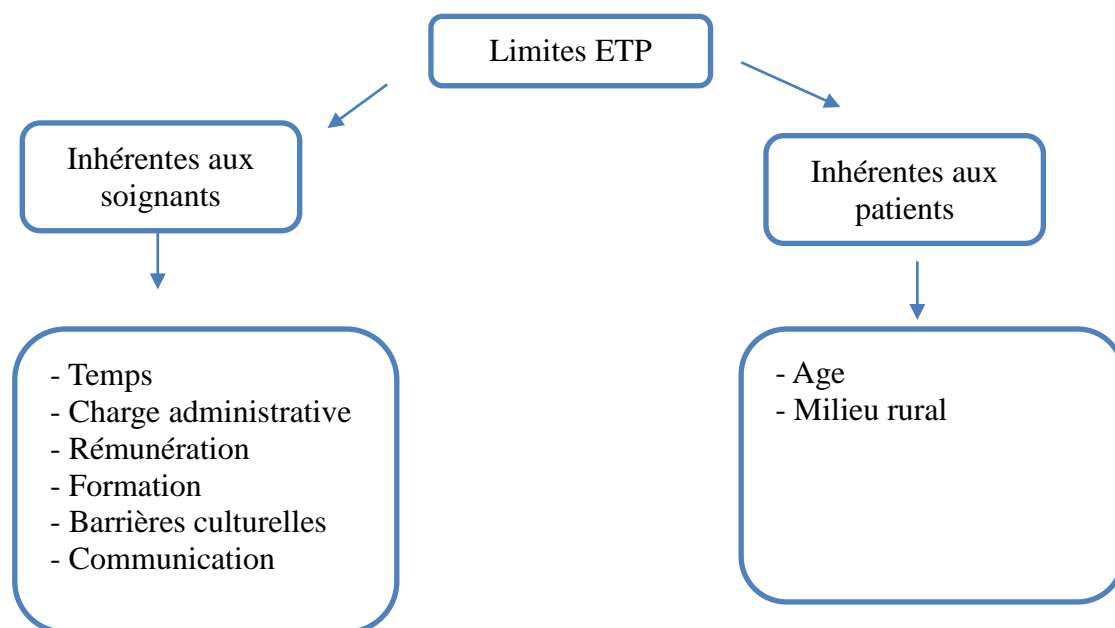 Limites ETP
Inhérentes aux
soignants
Inhérentes aux
patients
- Temps
- Charge administrative
- Rémunération
- Formation
- Barrières culturelles
- Communication
- Age
- Milieu rural